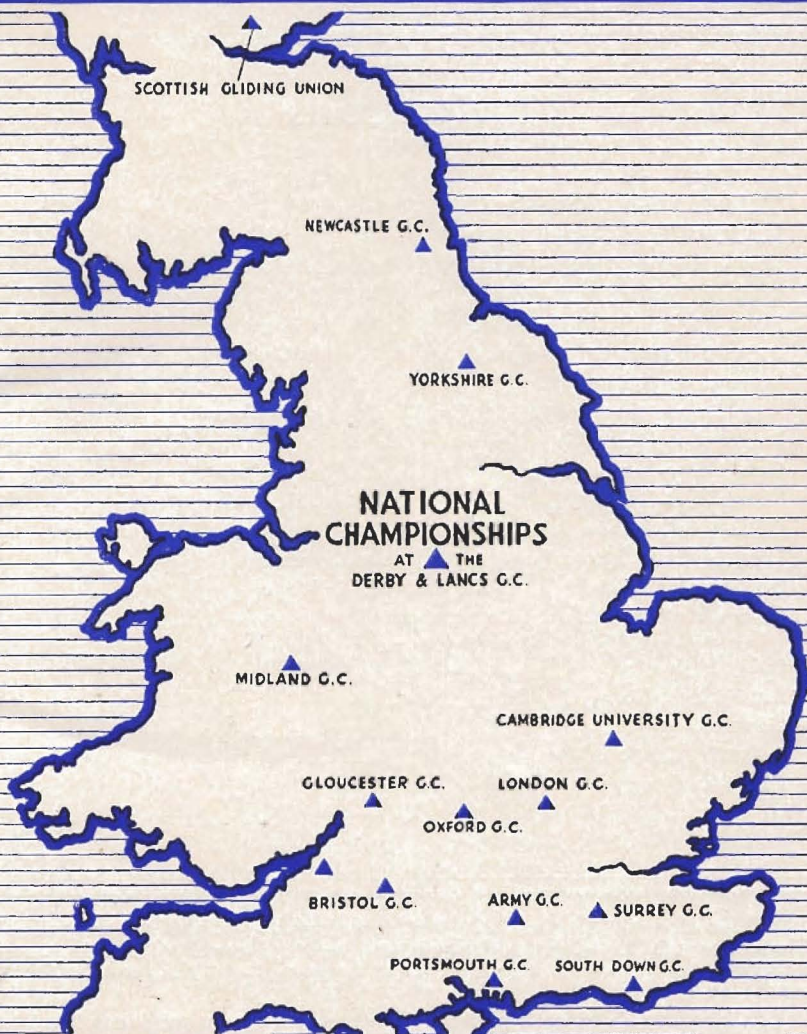 SCOTTISH GLIDING UNION
NEWCASTLE G.C.
YORKSHIRE G.C.
NATIONAL
CHAMPIONSHIPS
AT THE
DERBY & LANCS G.C.
MIDLAND G.C.
CAMBRIDGE UNIVERSITY G.C.
GLOUCESTER G.C.
LONDON G.C.
OXFORD G.C.
BRISTOL G.C.
ARMY G.C.
SURREY G.C.
PORTSMOUTH G.C.
SOUTH DOWN G.C.